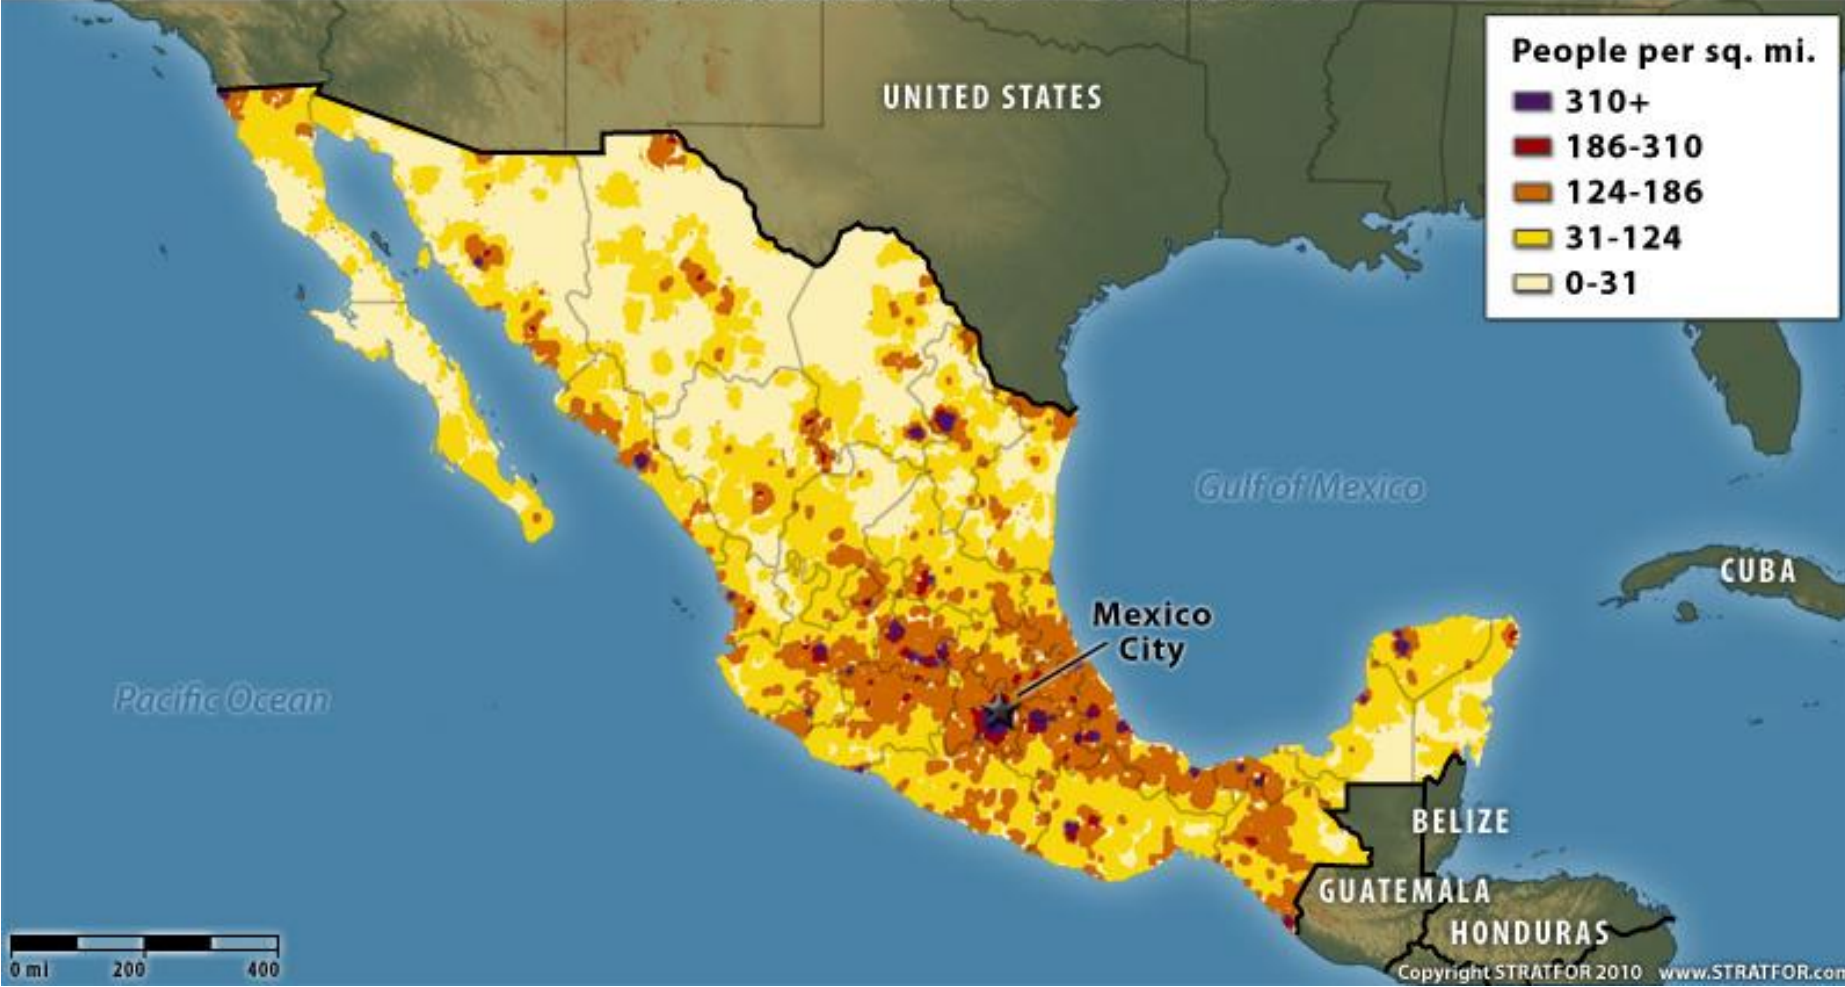 People per sq. mi.
310+
186-310
124-186
31-124
0-31
UNITED STATES
Gulf of Mexico
CUBA
Mexico
City
Pacific Ocean
BELIZE
GUATEMALA
HONDURAS
0 mi 200 400
Copyright STRATFOR 2010 www.STRATFOR.com